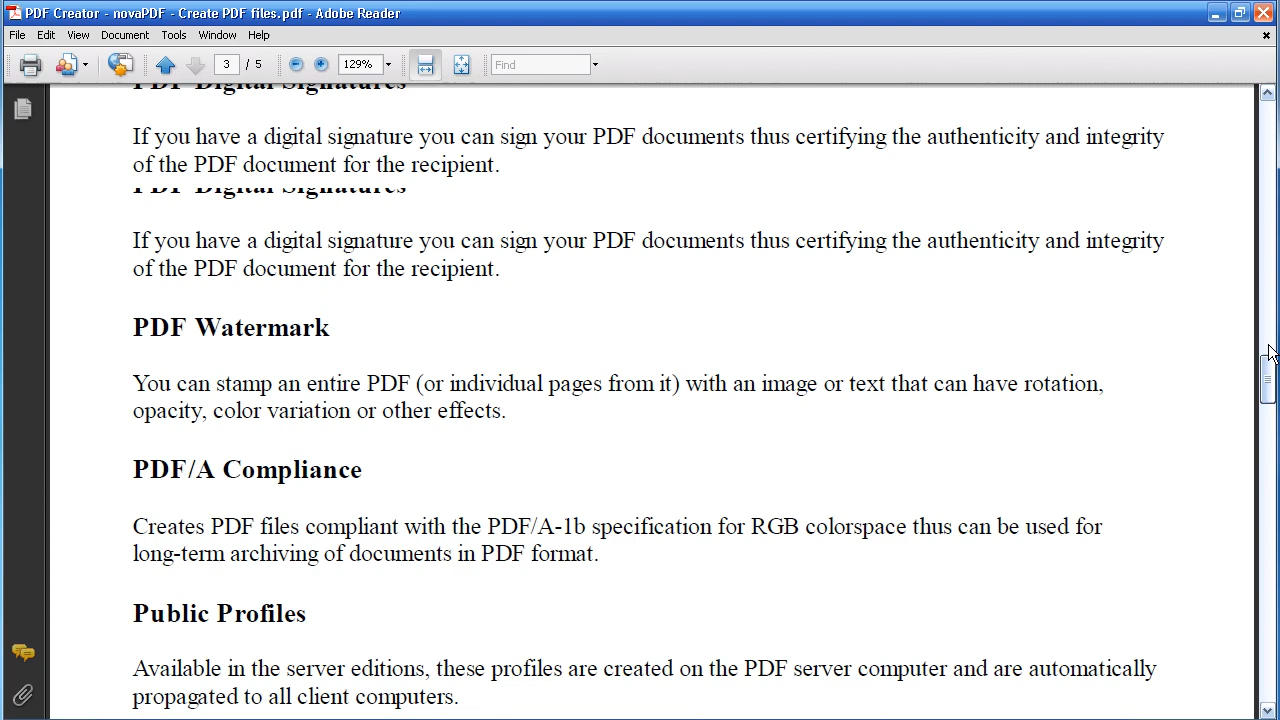 PDF Creator - novaPDF - Create PDF files.pdf - Adobe Reader
File Edit View Document Tools Window Help
3 / 5 129% Find
PDF Digital Signatures
If you have a digital signature you can sign your PDF documents thus certifying the authenticity and integrity
of the PDF document for the recipient.
PDF Digital Signatures
If you have a digital signature you can sign your PDF documents thus certifying the authenticity and integrity
of the PDF document for the recipient.
PDF Watermark
You can stamp an entire PDF (or individual pages from it) with an image or text that can have rotation,
opacity, color variation or other effects.
PDF/A Compliance
Creates PDF files compliant with the PDF/A-1b specification for RGB colorspace thus can be used for
long-term archiving of documents in PDF format.
Public Profiles
Available in the server editions, these profiles are created on the PDF server computer and are automatically
propagated to all client computers.